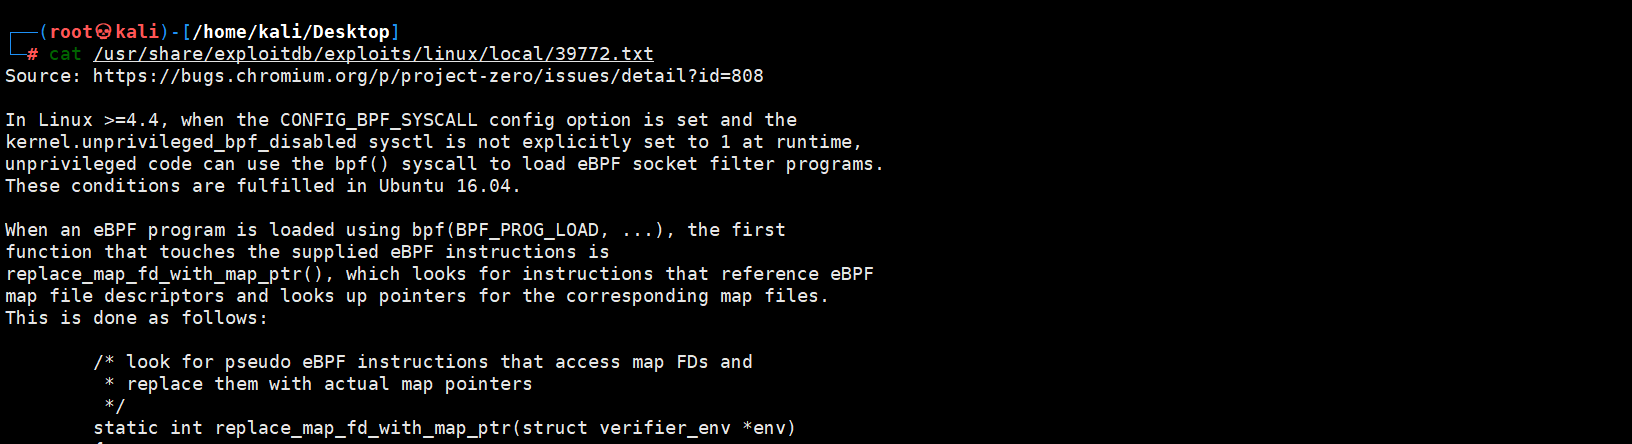 ┌──(root💀kali)-[/home/kali/Desktop]
└─# cat /usr/share/exploitdb/exploits/linux/local/39772.txt
Source: https://bugs.chromium.org/p/project-zero/issues/detail?id=808

In Linux >=4.4, when the CONFIG_BPF_SYSCALL config option is set and the
kernel.unprivileged_bpf_disabled sysctl is not explicitly set to 1 at runtime,
unprivileged code can use the bpf() syscall to load eBPF socket filter programs.
These conditions are fulfilled in Ubuntu 16.04.

When an eBPF program is loaded using bpf(BPF_PROG_LOAD, ...), the first
function that touches the supplied eBPF instructions is
replace_map_fd_with_map_ptr(), which looks for instructions that reference eBPF
map file descriptors and looks up pointers for the corresponding map files.
This is done as follows:

        /* look for pseudo eBPF instructions that access map FDs and
         * replace them with actual map pointers
         */
        static int replace_map_fd_with_map_ptr(struct verifier_env *env)